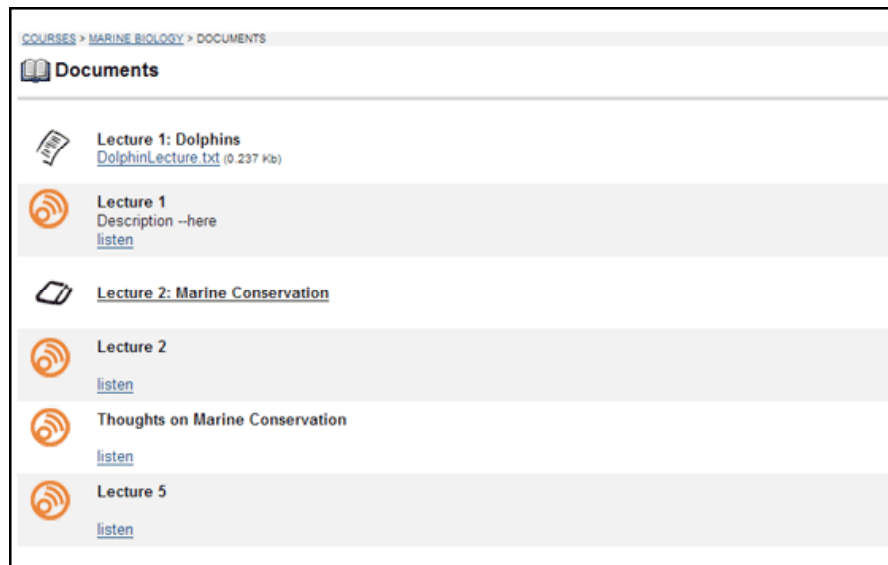 COURSES > MARINE BIOLOGY > DOCUMENTS
Documents
Lecture 1: Dolphins
DolphinLecture.txt (0.237 Kb)
Lecture 1
Description --here
listen
Lecture 2: Marine Conservation
Lecture 2
listen
Thoughts on Marine Conservation
listen
Lecture 5
listen